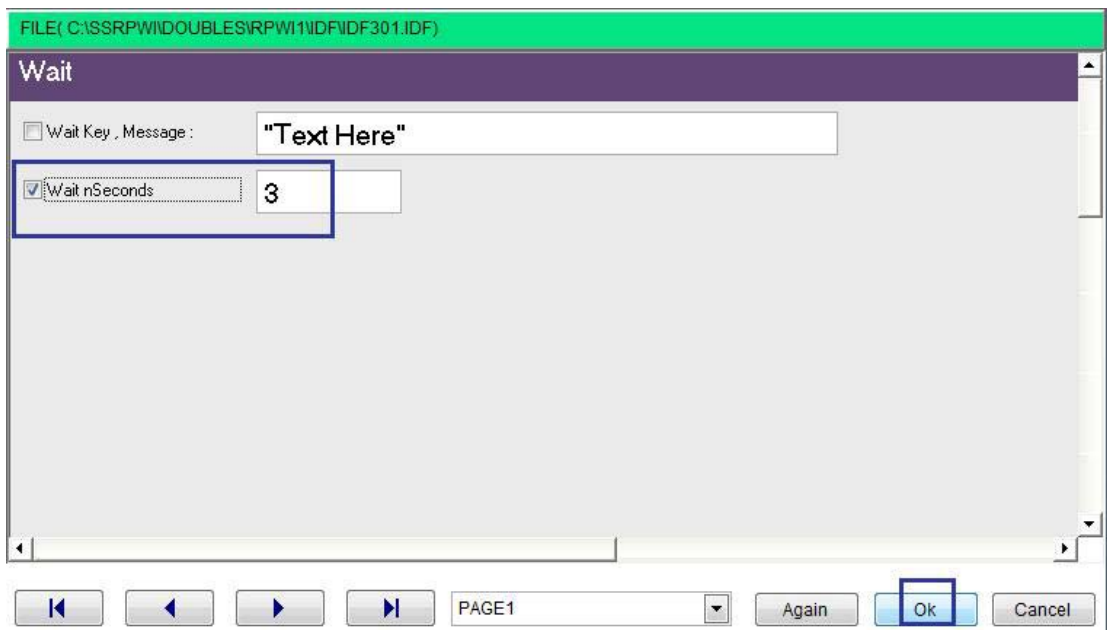 FILE( C:\SSRPWI\DOUBLES\RPWI1\IDF\IDF301.IDF)
Wait
Wait Key , Message : "Text Here"
Wait nSeconds 3
PAGE1 Again Ok Cancel